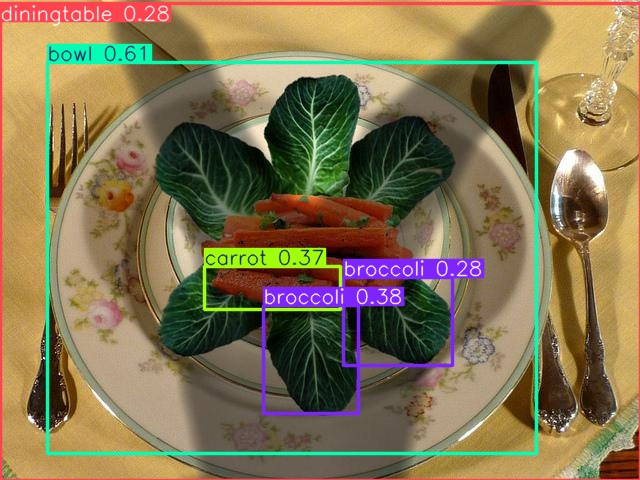 diningtable 0.28
bowl 0.61
carrot 0.37
broccoli 0.28
broccoli 0.38